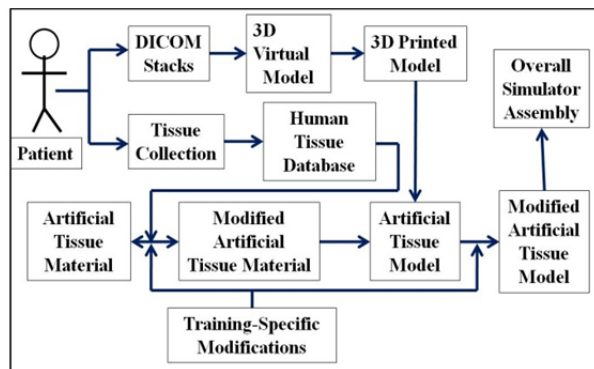 DICOM
Stacks
3D
Virtual
Model
3D Printed
Model
Overall
Simulator
Assembly
Patient
Tissue
Collection
Human
Tissue
Database
Artificial
Tissue
Material
Modified
Artificial
Tissue Material
Artificial
Tissue
Model
Modified
Artificial
Tissue
Model
Training-Specific
Modifications